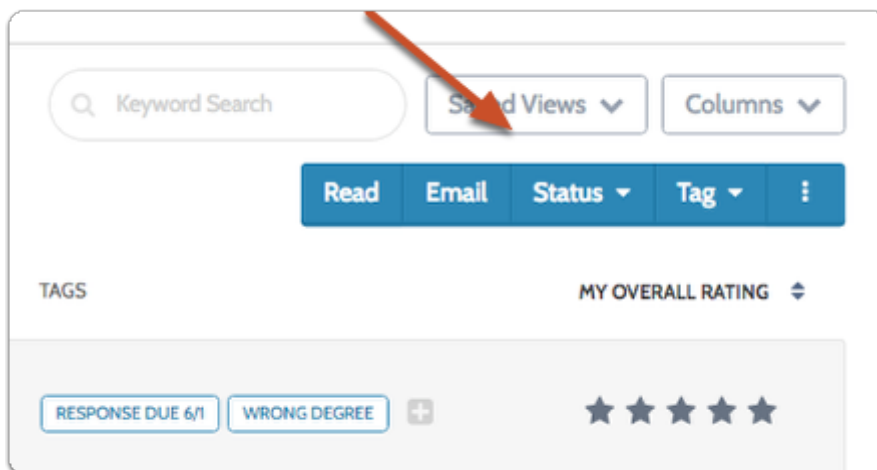 Keyword Search
Saved Views
Columns
Read Email Status Tag
TAGS MY OVERALL RATING
RESPONSE DUE 6/1 WRONG DEGREE